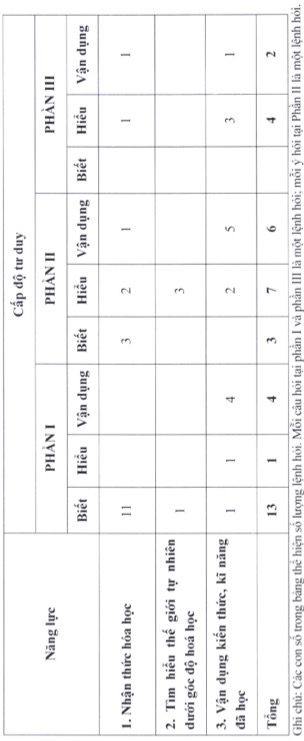 Năng lực
Cấp độ tư duy
PHẦN I
PHẦN II
PHẦN III
Biết Hiểu Vận dụng Biết Hiểu Vận dụng Biết Hiểu Vận dụng
1. Nhận thức hóa học 11 3 2 1 1 1
2. Tìm hiểu thế giới tự nhiên
dưới góc độ hoá học 1 3
3. Vận dụng kiến thức, kĩ năng
đã học 1 1 4 2 5 3 1
Tổng 13 1 4 3 7 6 4 2
Ghi chú: Các con số trong bảng thể hiện số lượng lệnh hỏi. Mỗi câu hỏi tại phần I và phần III là một lệnh hỏi; mỗi ý hỏi tại Phần II là một lệnh hỏi.